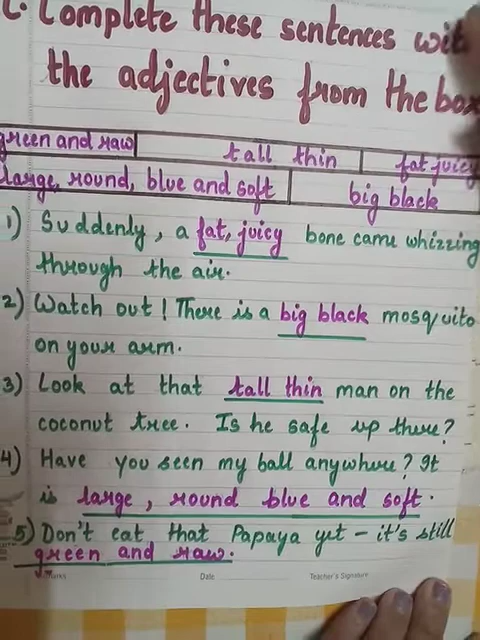 C. Complete these sentences with
the adjectives from the box
green and raw tall thin fat juicy
large, round, blue and soft big black
1) Suddenly, a fat, juicy bone came whizzing
through the air.
2) Watch out! There is a big black mosquito
on your arm.
3) Look at that tall thin man on the
coconut tree. Is he safe up there?
4) Have you seen my ball anywhere? It
is large, round blue and soft.
5) Don't eat that Papaya yet - it's still
green and raw.
Date Teacher's Signature